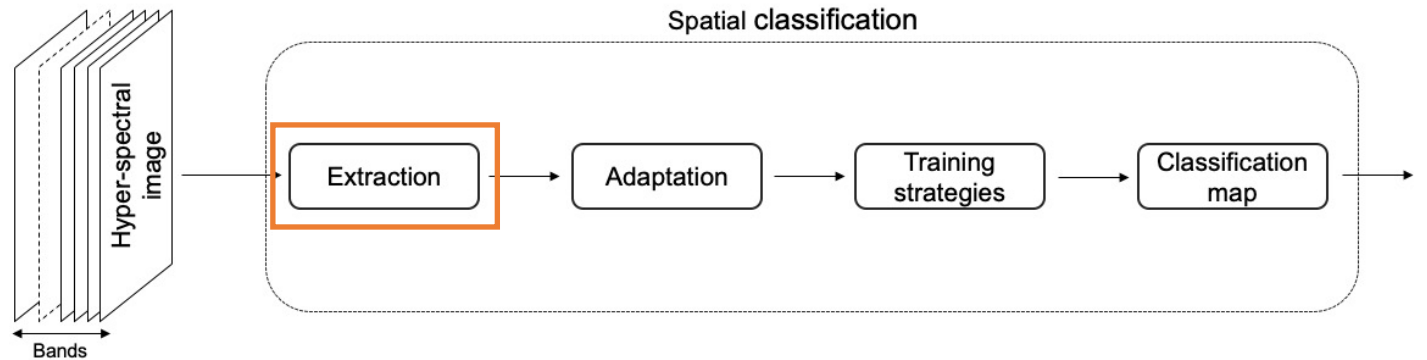 Spatial classification
Hyper-spectral
image
Bands
Extraction
Adaptation
Training
strategies
Classification
map